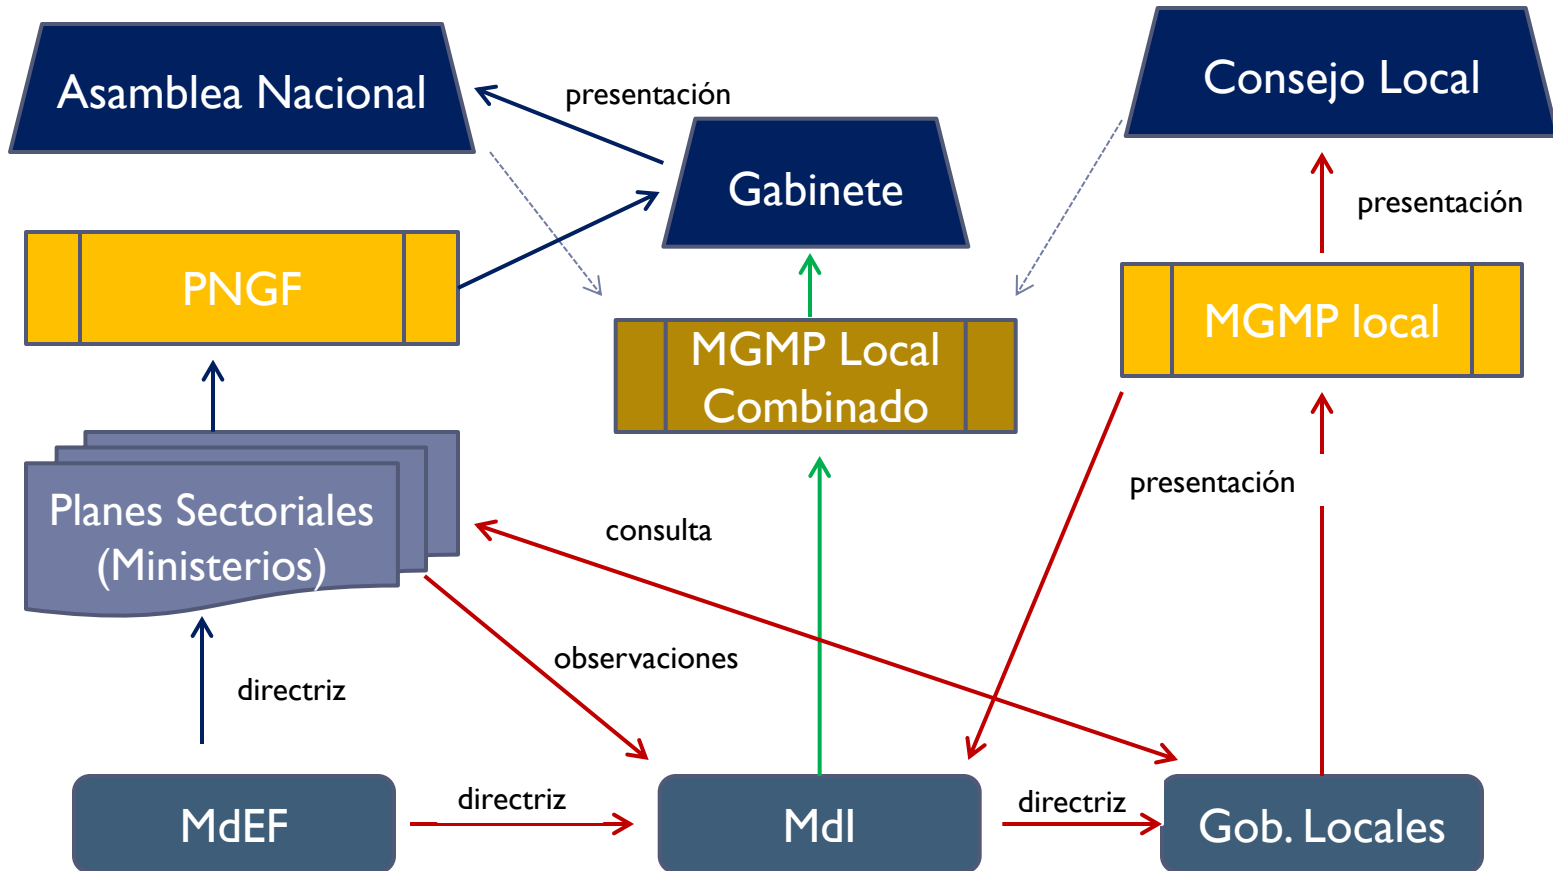 Asamblea Nacional
presentación
Consejo Local
Gabinete
presentación
PNGF
MGMP Local
Combinado
MGMP local
Planes Sectoriales
(Ministerios)
consulta
presentación
observaciones
directriz
MdEF
directriz
MdI
directriz
Gob. Locales